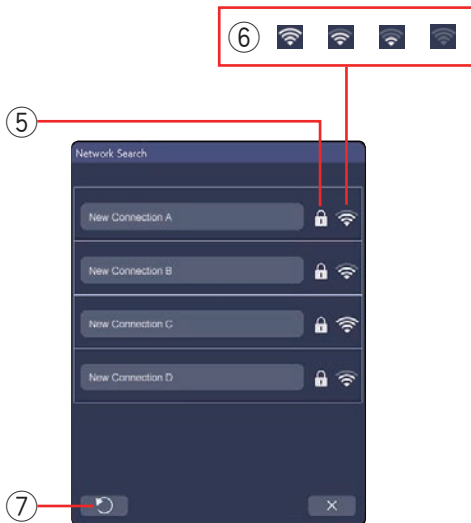 ⑥
⑤
Network Search
New Connection A
New Connection B
New Connection C
New Connection D
⑦